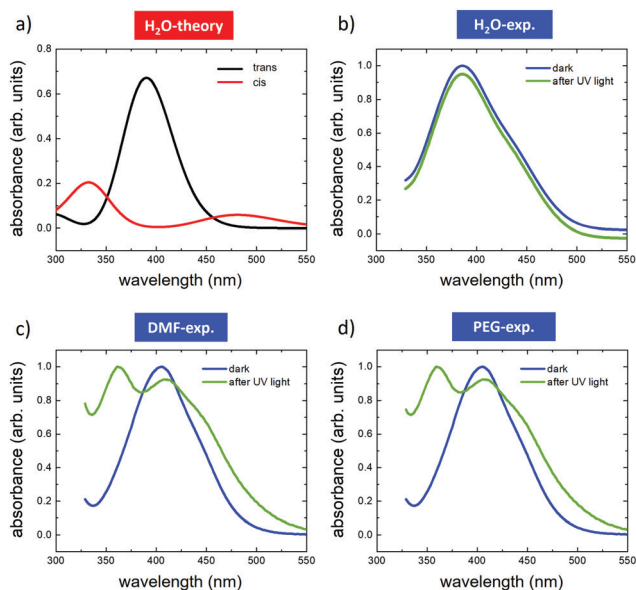 a)
H₂O-theory
absorbance (arb. units)
0.8
0.6
0.4
0.2
0.0
trans
cis
300 350 400 450 500 550
wavelength (nm)
b)
H₂O-exp.
absorbance (arb. units)
1.0
0.8
0.6
0.4
0.2
0.0
dark
after UV light
300 350 400 450 500 550
wavelength (nm)
c)
DMF-exp.
absorbance (arb. units)
1.0
0.8
0.6
0.4
0.2
0.0
dark
after UV light
300 350 400 450 500 550
wavelength (nm)
d)
PEG-exp.
absorbance (arb. units)
1.0
0.8
0.6
0.4
0.2
0.0
dark
after UV light
300 350 400 450 500 550
wavelength (nm)